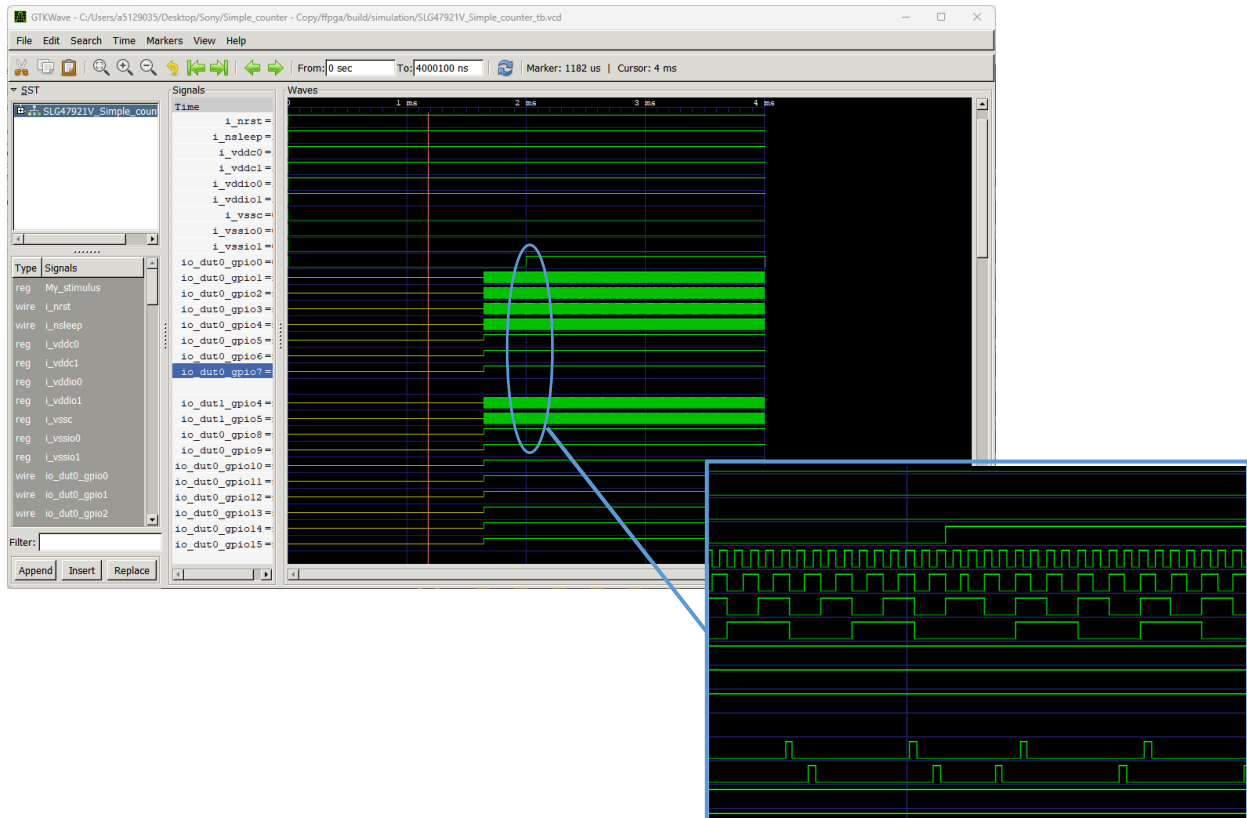 GTKWave - C:/Users/a5129035/Desktop/Sony/Simple_counter - Copy/ffpga/build/simulation/SLG47921V_Simple_counter_tb.vcd
File Edit Search Time Markers View Help
From: 0 sec To: 4000100 ns Marker: 1182 us | Cursor: 4 ms
SST
SLG47921V_Simple_coun
Type Signals
reg My_stimulus
wire i_nrst
wire i_nsleep
reg i_vddc0
reg i_vddc1
reg i_vddio0
reg i_vddio1
reg i_vssc
reg i_vssio0
reg i_vssio1
wire io_dut0_gpio0
wire io_dut0_gpio1
wire io_dut0_gpio2
Filter:
Append Insert Replace
Signals
Time
i_nrst =
i_nsleep =
i_vddc0 =
i_vddc1 =
i_vddio0 =
i_vddio1 =
i_vssc =
i_vssio0 =
i_vssio1 =
io_dut0_gpio0 =
io_dut0_gpio1 =
io_dut0_gpio2 =
io_dut0_gpio3 =
io_dut0_gpio4 =
io_dut0_gpio5 =
io_dut0_gpio6 =
io_dut0_gpio7 =
io_dut1_gpio4 =
io_dut1_gpio5 =
io_dut0_gpio8 =
io_dut0_gpio9 =
io_dut0_gpio10 =
io_dut0_gpio11 =
io_dut0_gpio12 =
io_dut0_gpio13 =
io_dut0_gpio14 =
io_dut0_gpio15 =
Waves
1 ms 2 ms 3 ms 4 ms